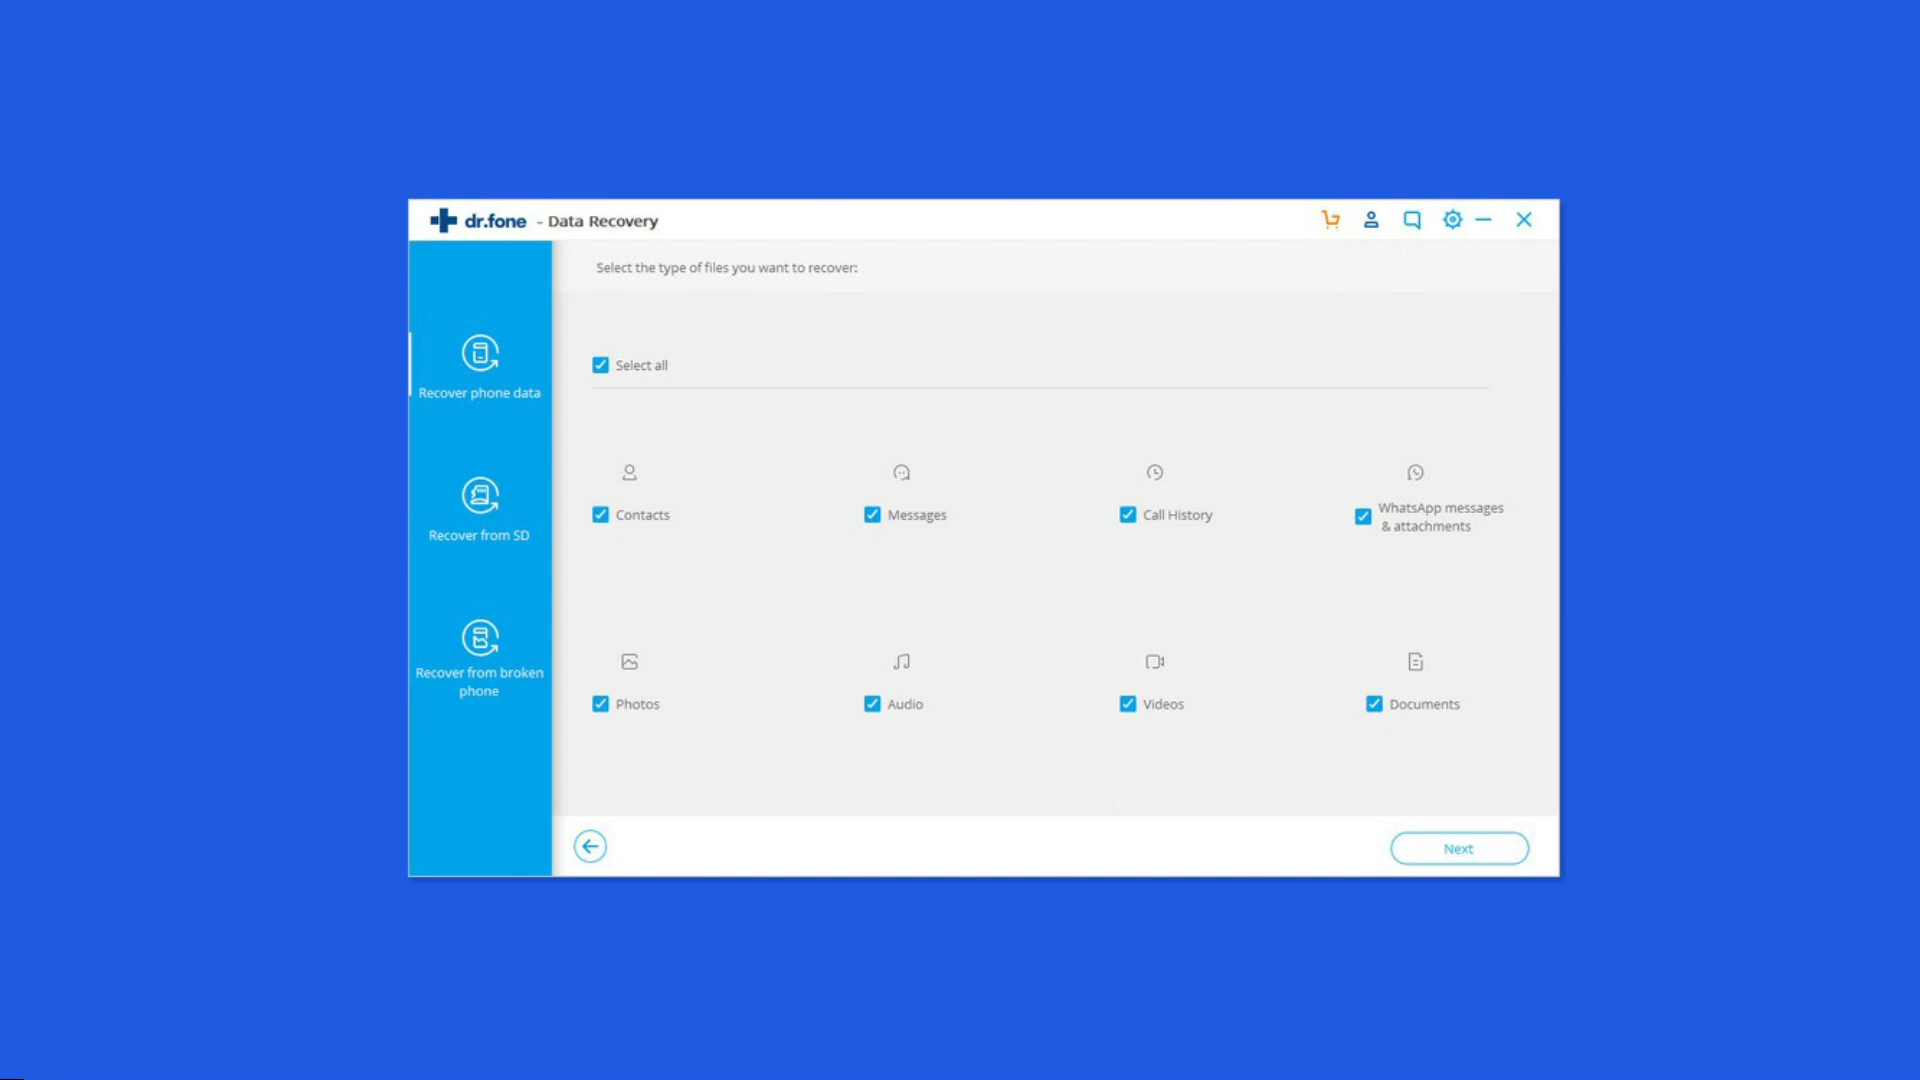 dr.fone - Data Recovery
Select the type of files you want to recover:
Recover phone data
Recover from SD
Recover from broken
phone
Select all
Contacts
Messages
Call History
WhatsApp messages
& attachments
Photos
Audio
Videos
Documents
Next